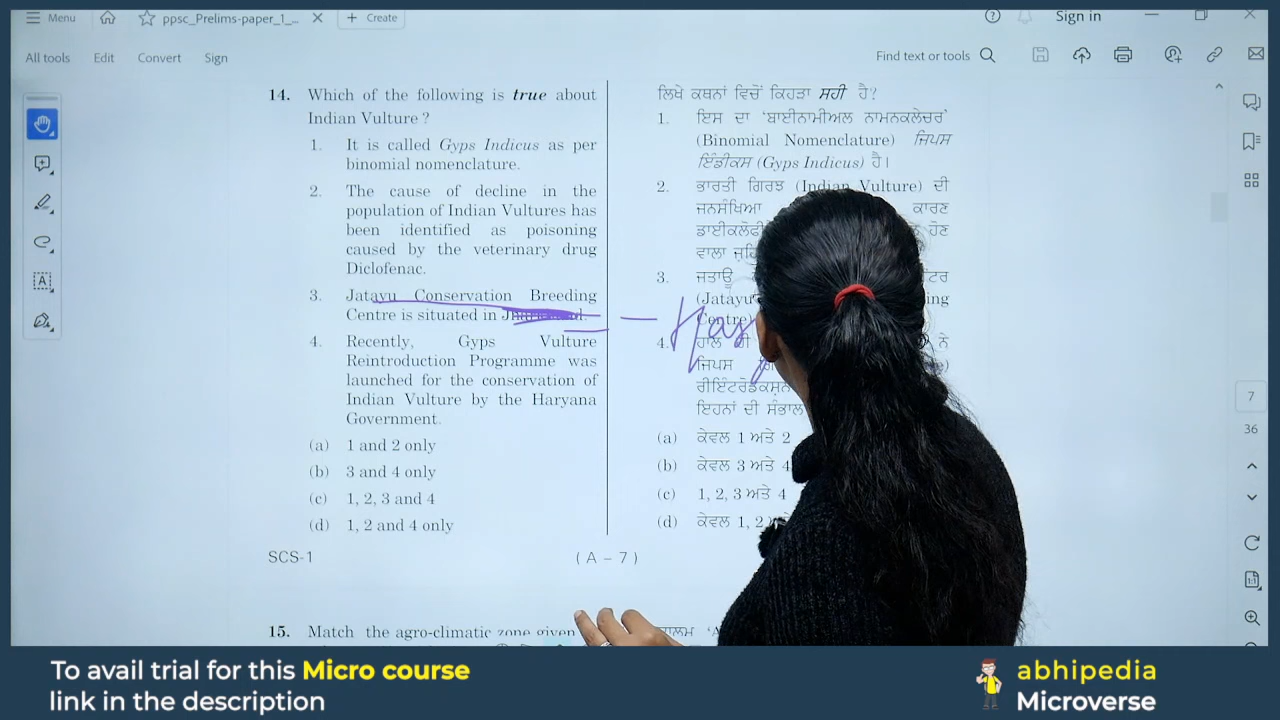 Menu
ppsc_Prelims-paper_1_...
Create
Sign in
All tools Edit Convert Sign
Find text or tools
14. Which of the following is true about
Indian Vulture ?
1. It is called Gyps Indicus as per
binomial nomenclature.
2. The cause of decline in the
population of Indian Vultures has
been identified as poisoning
caused by the veterinary drug
Diclofenac.
3. Jatayu Conservation Breeding
Centre is situated in
4. Recently, Gyps Vulture
Reintroduction Programme was
launched for the conservation of
Indian Vulture by the Haryana
Government.
(a) 1 and 2 only
(b) 3 and 4 only
(c) 1, 2, 3 and 4
(d) 1, 2 and 4 only
SCS-1
( A – 7 )
15. Match the agro-climatic zone given
ਲਿਖੇ ਕਥਨਾਂ ਵਿਚੋਂ ਕਿਹੜਾ ਸਹੀ ਹੈ?
1. ਇਸ ਦਾ ‘ਬਾਈਨਾਮੀਅਲ ਨਾਮਨਕਲੇਚਰ’
(Binomial Nomenclature) ਜਿਪਸ
ਇੰਡੀਕਸ (Gyps Indicus) ਹੈ।
2. ਭਾਰਤੀ ਗਿਰਝ (Indian Vulture) ਦੀ
ਜਨਸੰਖਿਆ ਕਾਰਣ
ਹੋਣ
ਵਾਲਾ
3. ਜਤਾਯੂ
(Jatayu
Centre
4. ਹਾਲ ਹੀ ਨੇ
ਜਿਪਸ
ਇਹਨਾਂ ਦੀ ਸੰਭਾਲ
(a) ਕੇਵਲ 1 ਅਤੇ 2
(b) ਕੇਵਲ 3 ਅਤੇ 4
(c) 1, 2, 3 ਅਤੇ 4
(d) ਕੇਵਲ 1, 2
7
36
To avail trial for this Micro course
link in the description
abhipedia
Microverse